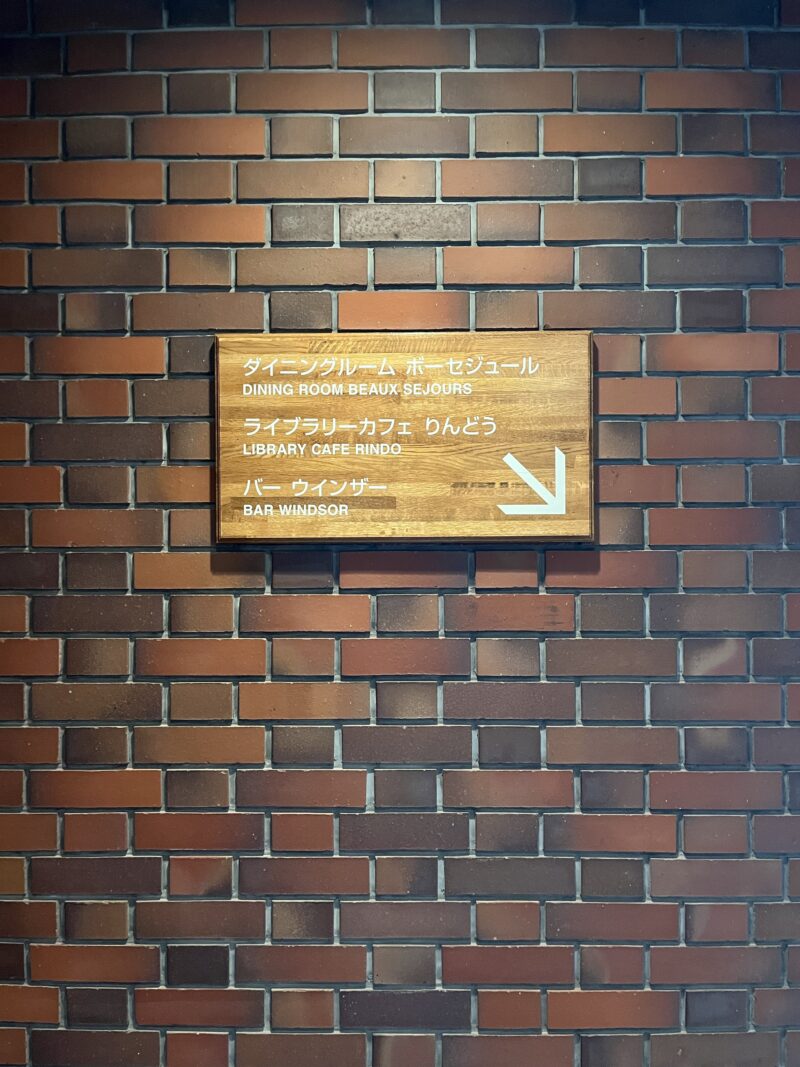 ダイニングルーム ボーセジュール
DINING ROOM BEAUX SEJOURS
ライブラリーカフェ りんどう
LIBRARY CAFE RINDO
バー ウインザー
BAR WINDSOR